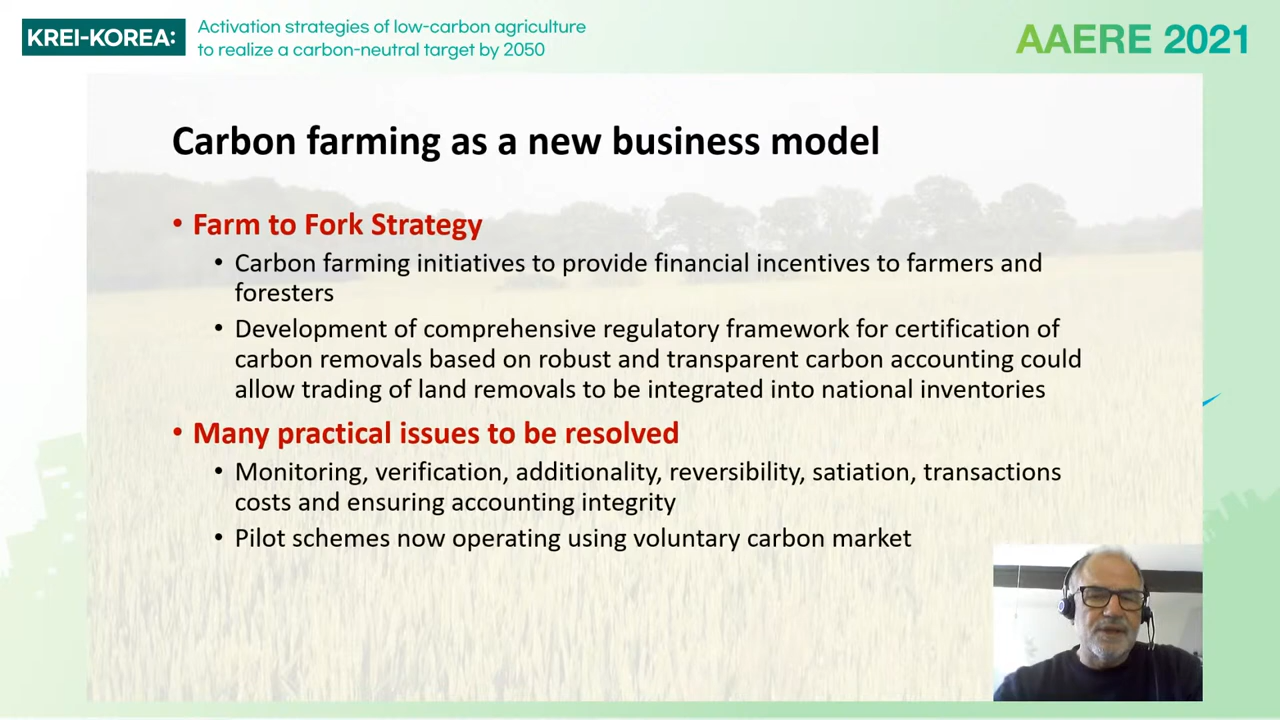 KREI-KOREA:
Activation strategies of low-carbon agriculture
to realize a carbon-neutral target by 2050
AAERE 2021
Carbon farming as a new business model
• Farm to Fork Strategy
• Carbon farming initiatives to provide financial incentives to farmers and
foresters
• Development of comprehensive regulatory framework for certification of
carbon removals based on robust and transparent carbon accounting could
allow trading of land removals to be integrated into national inventories
• Many practical issues to be resolved
• Monitoring, verification, additionality, reversibility, satiation, transactions
costs and ensuring accounting integrity
• Pilot schemes now operating using voluntary carbon market